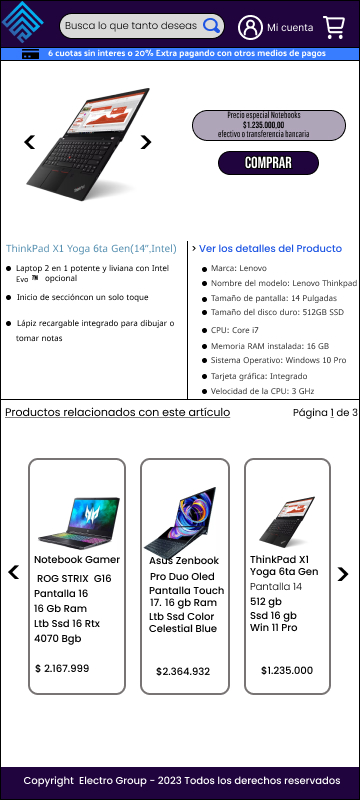 Busca lo que tanto deseas
Mi cuenta
6 cuotas sin interes o 20% Extra pagando con otros medios de pagos
Precio especial Notebooks
$1.235.000,00
efectivo o transferencia bancaria
COMPRAR
ThinkPad X1 Yoga 6ta Gen(14",Intel)
Laptop 2 en 1 potente y liviana con Intel
Evo ™ opcional
Inicio de seccióncon un solo toque
Lápiz recargable integrado para dibujar o
tomar notas
› Ver los detalles del Producto
Marca: Lenovo
Nombre del modelo: Lenovo Thinkpad
Tamaño de pantalla: 14 Pulgadas
Tamaño del disco duro: 512GB SSD
CPU: Core i7
Memoria RAM instalada: 16 GB
Sistema Operativo: Windows 10 Pro
Tarjeta gráfica: Integrado
Velocidad de la CPU: 3 GHz
Productos relacionados con este artículo
Página 1 de 3
Notebook Gamer
ROG STRIX G16
Pantalla 16
16 Gb Ram
Ltb Ssd 16 Rtx
4070 8gb
$ 2.167.999
Asus Zenbook
Pro Duo Oled
Pantalla Touch
17. 16 gb Ram
Ltb Ssd Color
Celestial Blue
$2.364.932
ThinkPad X1
Yoga 6ta Gen
Pantalla 14
512 gb
Ssd 16 gb
Win 11 Pro
$1.235.000
Copyright Electro Group - 2023 Todos los derechos reservados